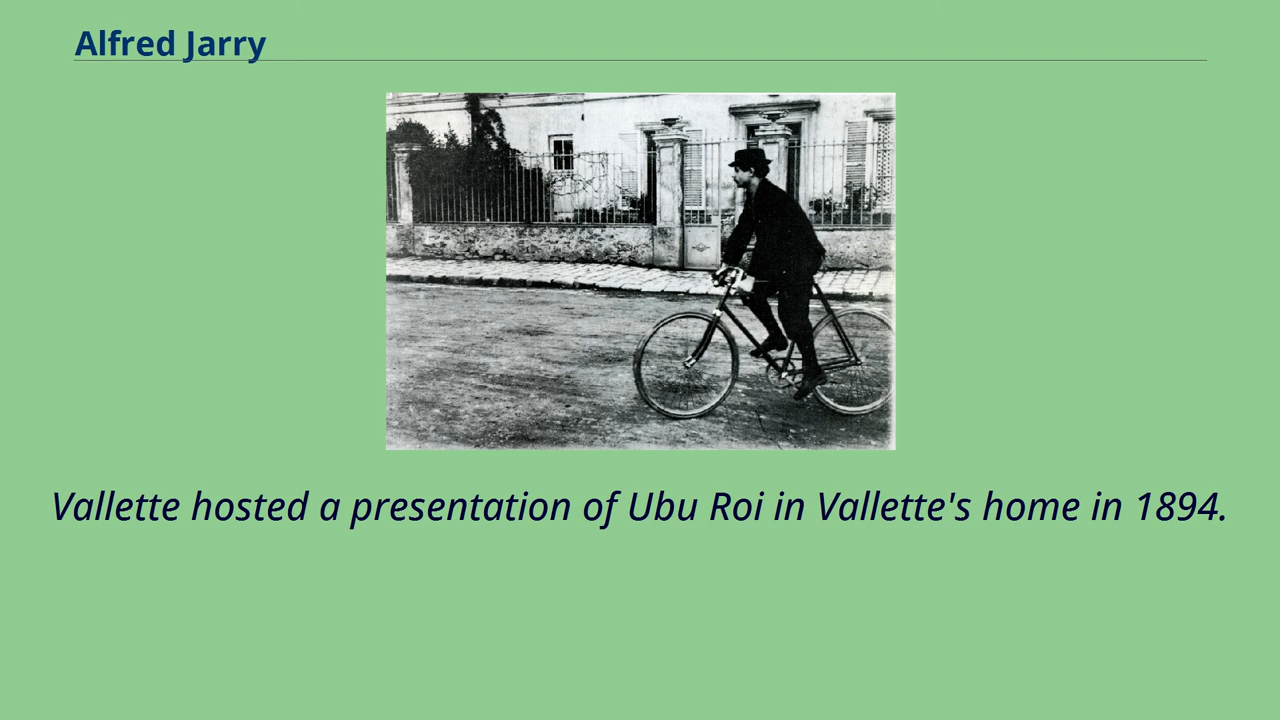 Alfred Jarry
Vallette hosted a presentation of Ubu Roi in Vallette's home in 1894.